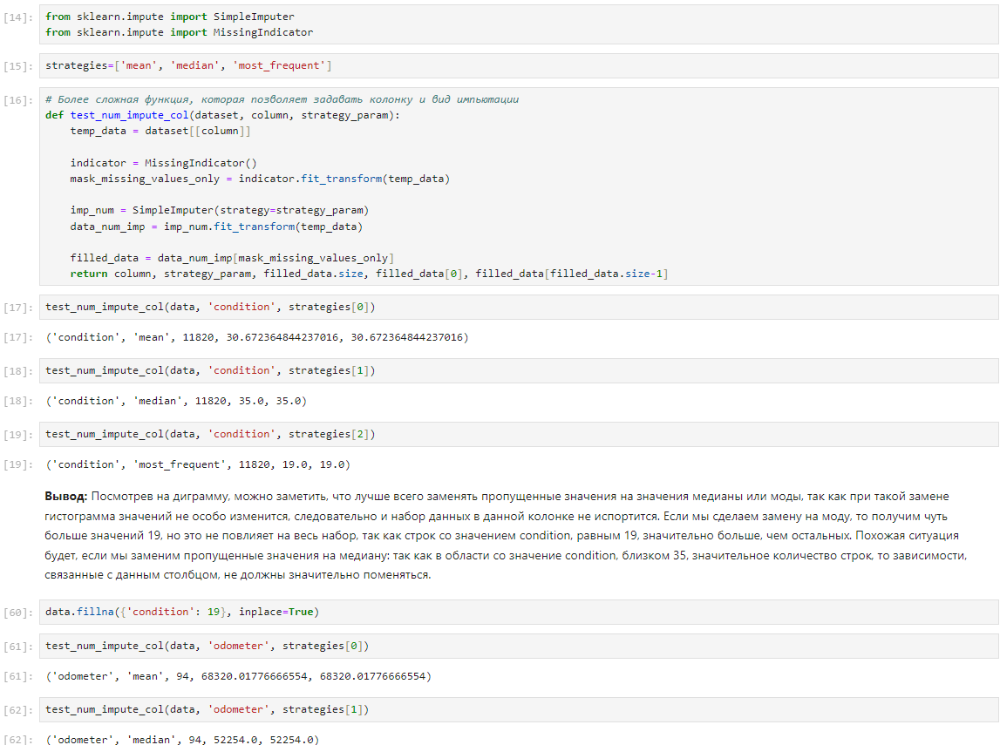 [14]: from sklearn.impute import SimpleImputer
from sklearn.impute import MissingIndicator
[15]: strategies=['mean', 'median', 'most_frequent']
[16]: # Более сложная функция, которая позволяет задавать колонку и вид импьютации
def test_num_impute_col(dataset, column, strategy_param):
    temp_data = dataset[[column]]
    indicator = MissingIndicator()
    mask_missing_values_only = indicator.fit_transform(temp_data)
    imp_num = SimpleImputer(strategy=strategy_param)
    data_num_imp = imp_num.fit_transform(temp_data)
    filled_data = data_num_imp[mask_missing_values_only]
    return column, strategy_param, filled_data.size, filled_data[0], filled_data[filled_data.size-1]
[17]: test_num_impute_col(data, 'condition', strategies[0])
[17]: ('condition', 'mean', 11820, 30.672364844237016, 30.672364844237016)
[18]: test_num_impute_col(data, 'condition', strategies[1])
[18]: ('condition', 'median', 11820, 35.0, 35.0)
[19]: test_num_impute_col(data, 'condition', strategies[2])
[19]: ('condition', 'most_frequent', 11820, 19.0, 19.0)
Вывод: Посмотрев на диграмму, можно заметить, что лучше всего заменять пропущенные значения на значения медианы или моды, так как при такой замене
гистограмма значений не особо изменится, следовательно и набор данных в данной колонке не испортится. Если мы сделаем замену на моду, то получим чуть
больше значений 19, но это не повлияет на весь набор, так как строк со значением condition, равным 19, значительно больше, чем остальных. Похожая ситуация
будет, если мы заменим пропущенные значения на медиану: так как в области со значение condition, близком 35, значительное количество строк, то зависимости,
связанные с данным столбцом, не должны значительно поменяться.
[60]: data.fillna({'condition': 19}, inplace=True)
[61]: test_num_impute_col(data, 'odometer', strategies[0])
[61]: ('odometer', 'mean', 94, 68320.01776666554, 68320.01776666554)
[62]: test_num_impute_col(data, 'odometer', strategies[1])
[62]: ('odometer', 'median', 94, 52254.0, 52254.0)